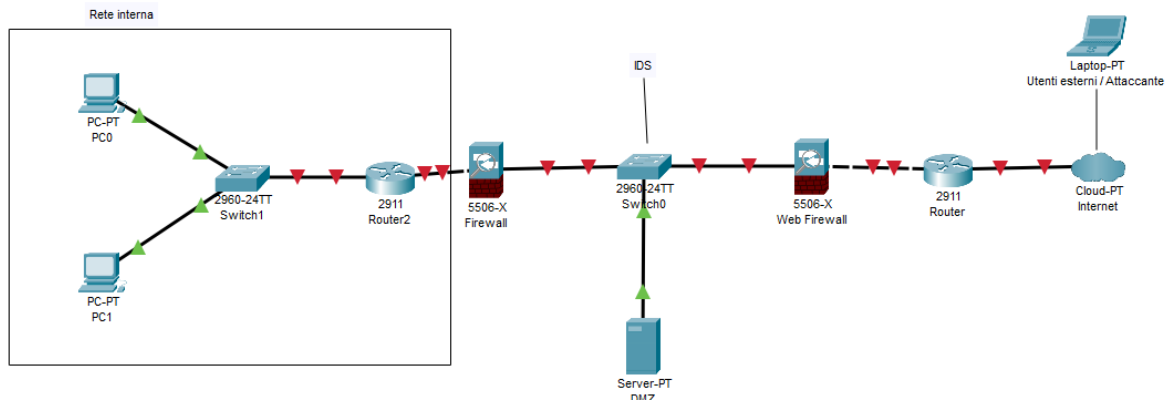 Rete interna
PC-PT
PC0
PC-PT
PC1
2960-24TT
Switch1
2911
Router2
5506-X
Firewall
IDS
2960-24TT
Switch0
Server-PT
DMZ
5506-X
Web Firewall
2911
Router
Laptop-PT
Utenti esterni / Attaccante
Cloud-PT
Internet